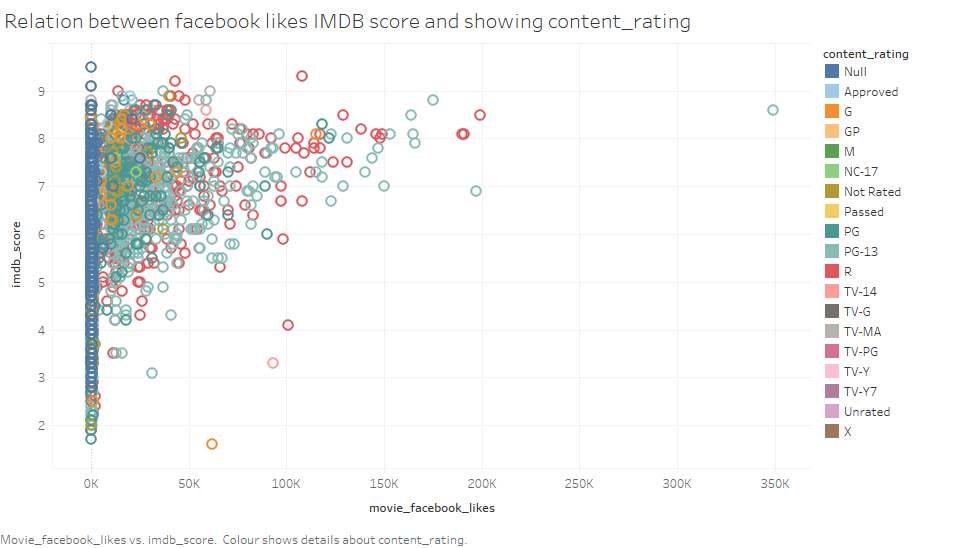 Relation between facebook likes IMDB score and showing content_rating
content_rating
Null
Approved
G
GP
M
NC-17
Not Rated
Passed
PG
PG-13
R
TV-14
TV-G
TV-MA
TV-PG
TV-Y
TV-Y7
Unrated
X
imdb_score
9
8
7
6
5
4
3
2
0K 50K 100K 150K 200K 250K 300K 350K
movie_facebook_likes
Movie_facebook_likes vs. imdb_score. Colour shows details about content_rating.